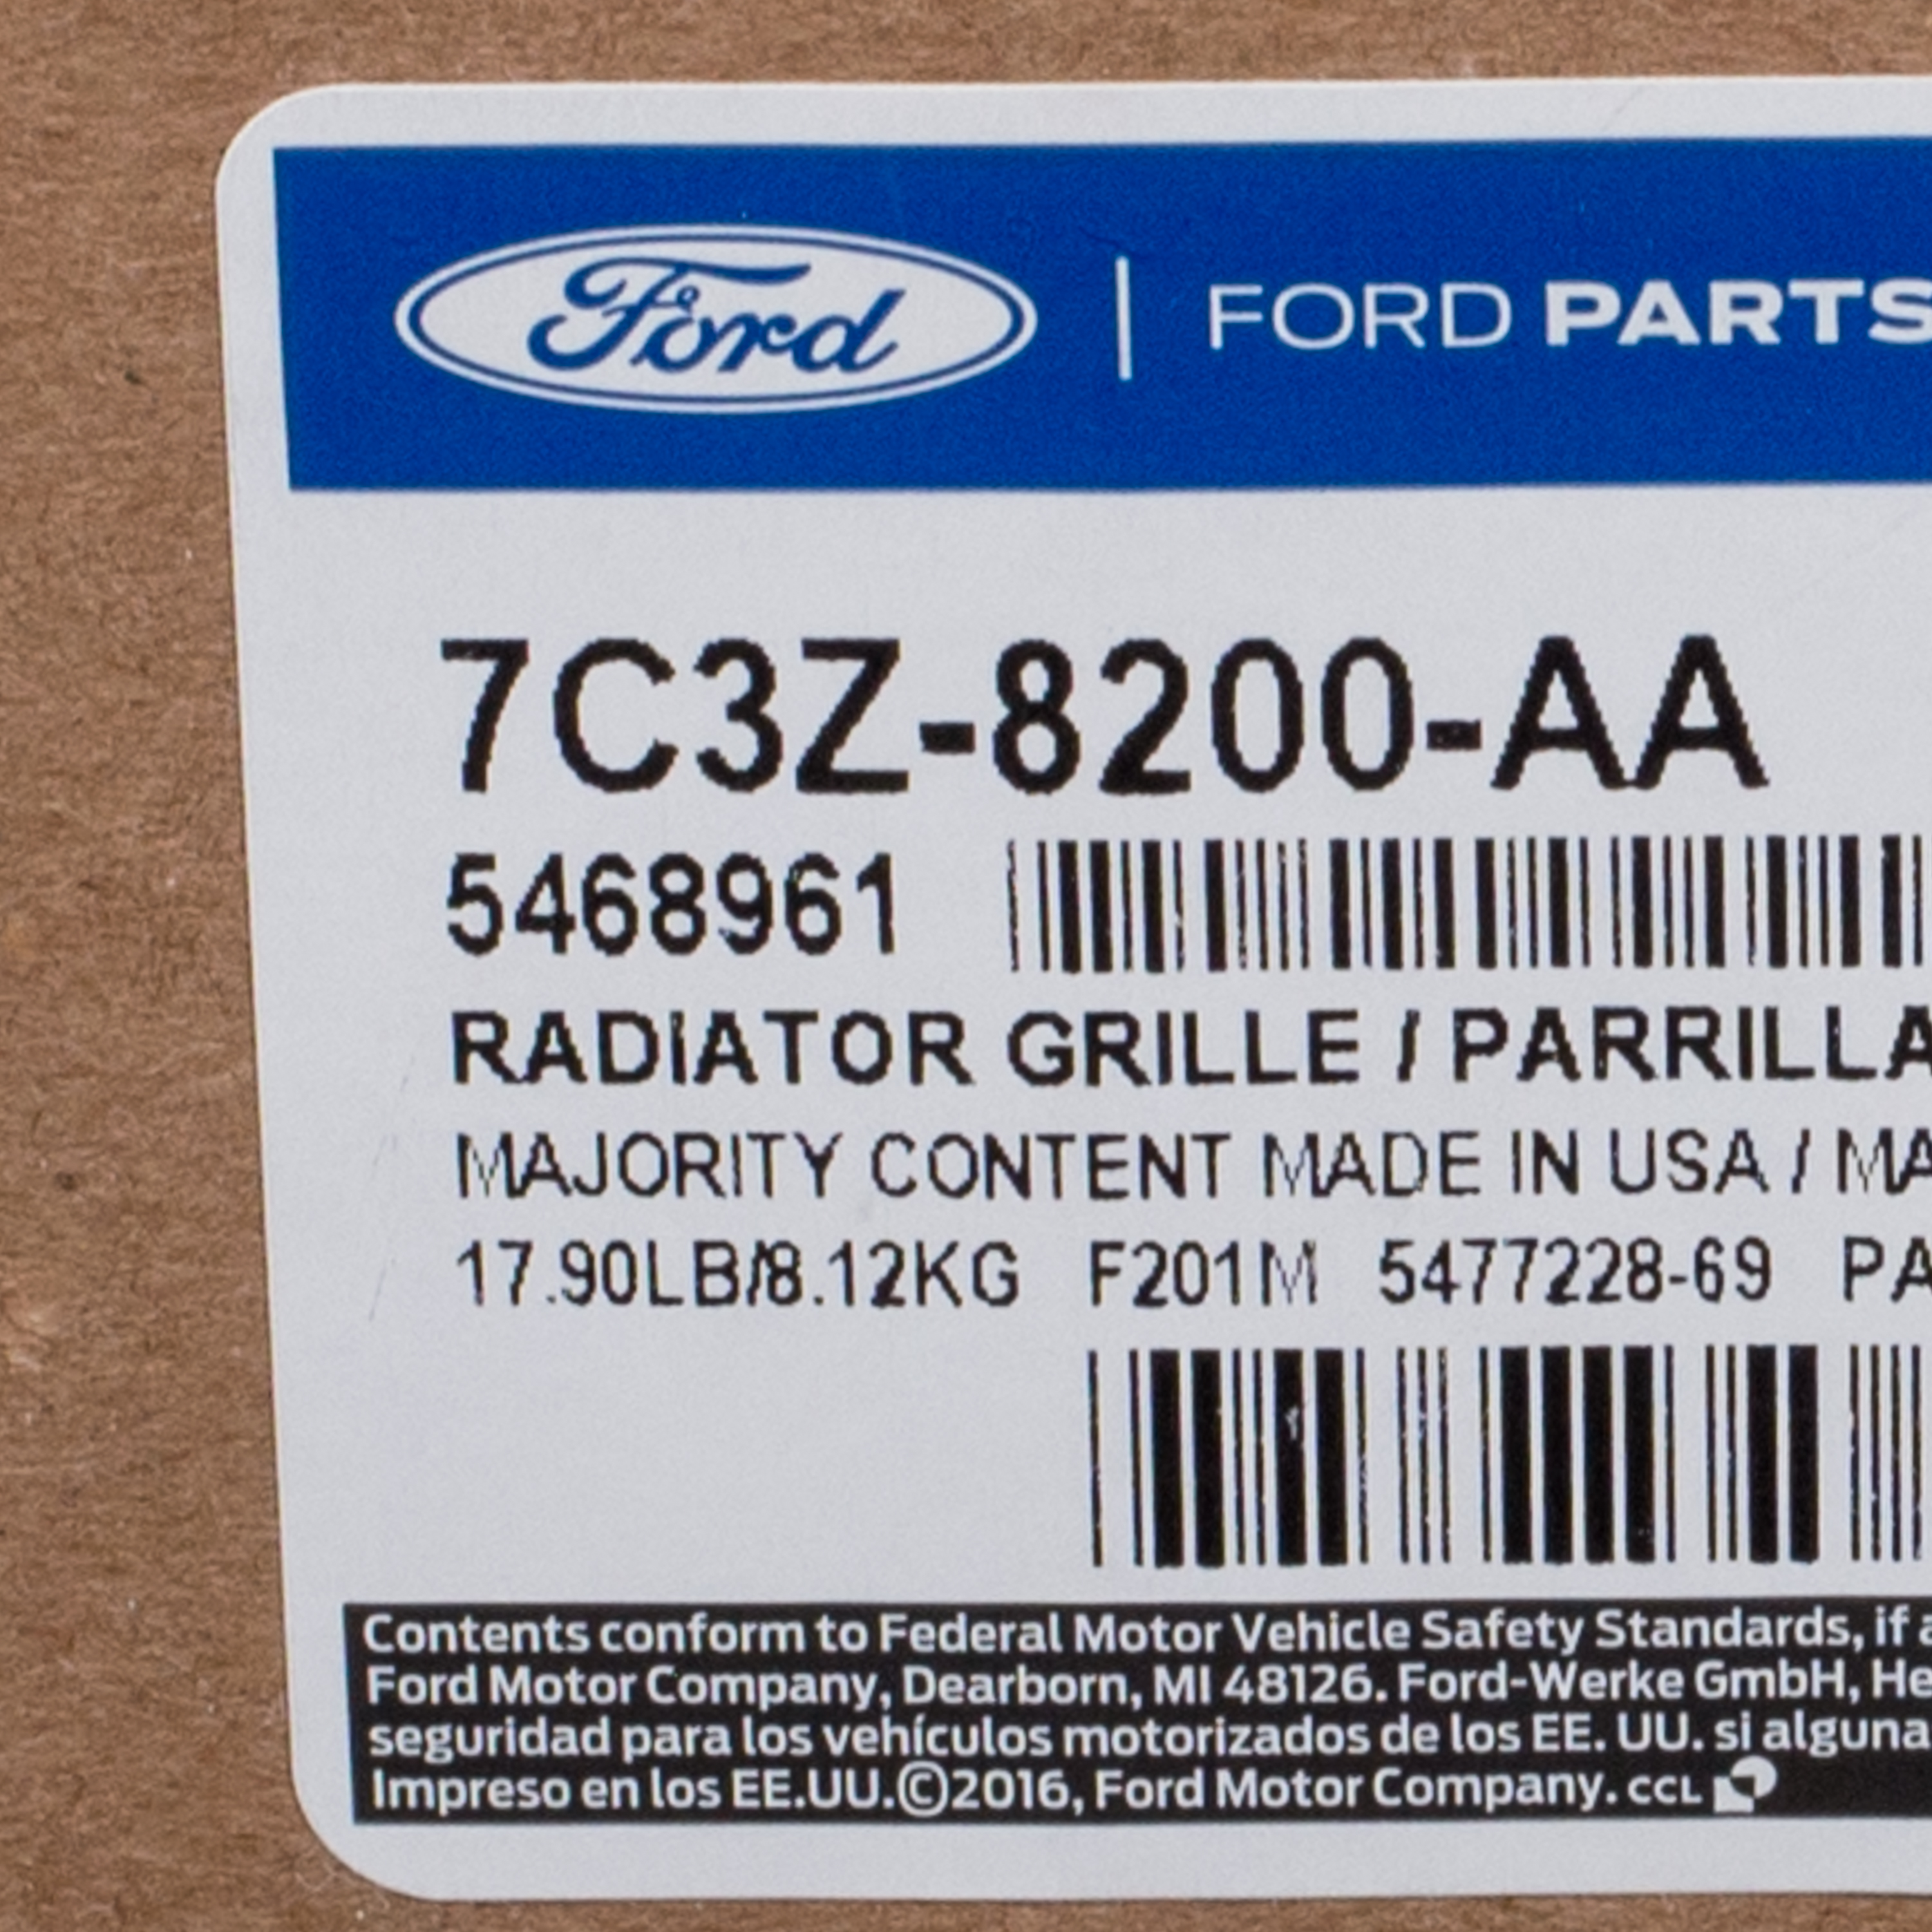 Ford | FORD PARTS
7C3Z-8200-AA
5468961
RADIATOR GRILLE / PARRILLA
MAJORITY CONTENT MADE IN USA / MA
17.90LB/8.12KG F201M 5477228-69 PA
Contents conform to Federal Motor Vehicle Safety Standards, if a
Ford Motor Company, Dearborn, MI 48126. Ford-Werke GmbH, He
seguridad para los vehículos motorizados de los EE. UU. si alguna
Impreso en los EE.UU.©2016, Ford Motor Company. CCL